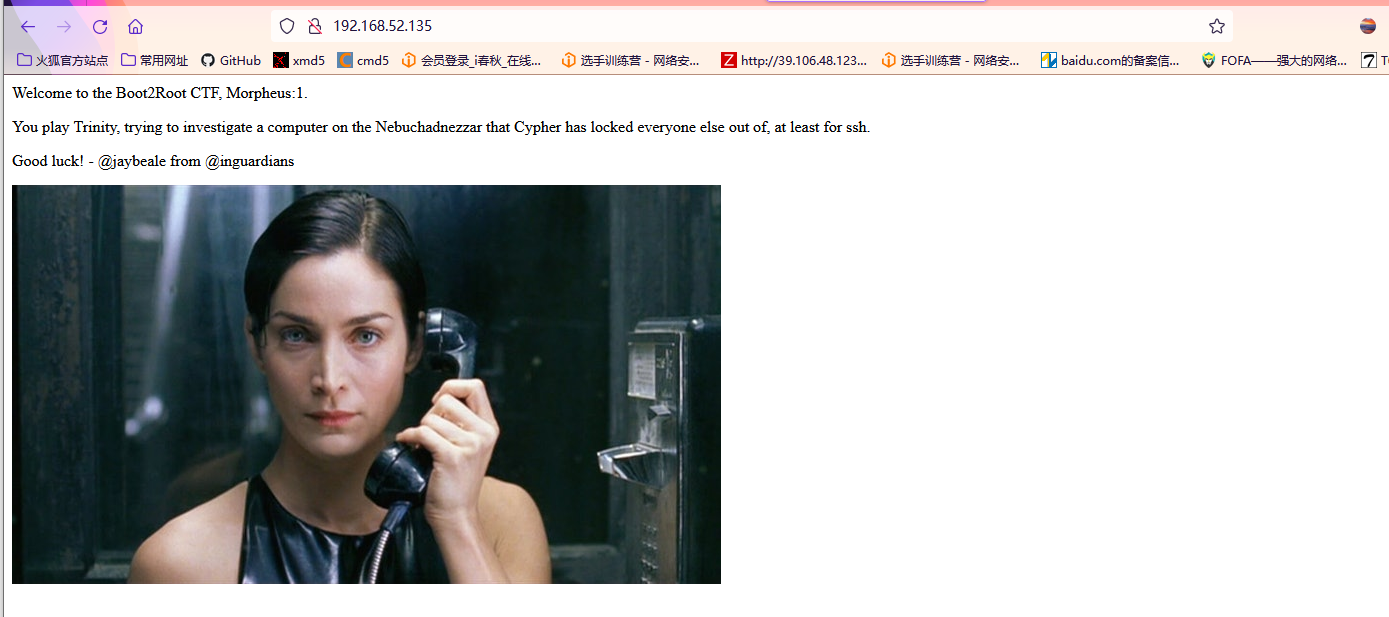 192.168.52.135
火狐官方站点 常用网址 GitHub xmd5 cmd5 会员登录_i春秋_在线... 选手训练营 - 网络安... http://39.106.48.123... 选手训练营 - 网络安... baidu.com的备案信... FOFA——强大的网络...
Welcome to the Boot2Root CTF, Morpheus:1.
You play Trinity, trying to investigate a computer on the Nebuchadnezzar that Cypher has locked everyone else out of, at least for ssh.
Good luck! - @jaybeale from @inguardians